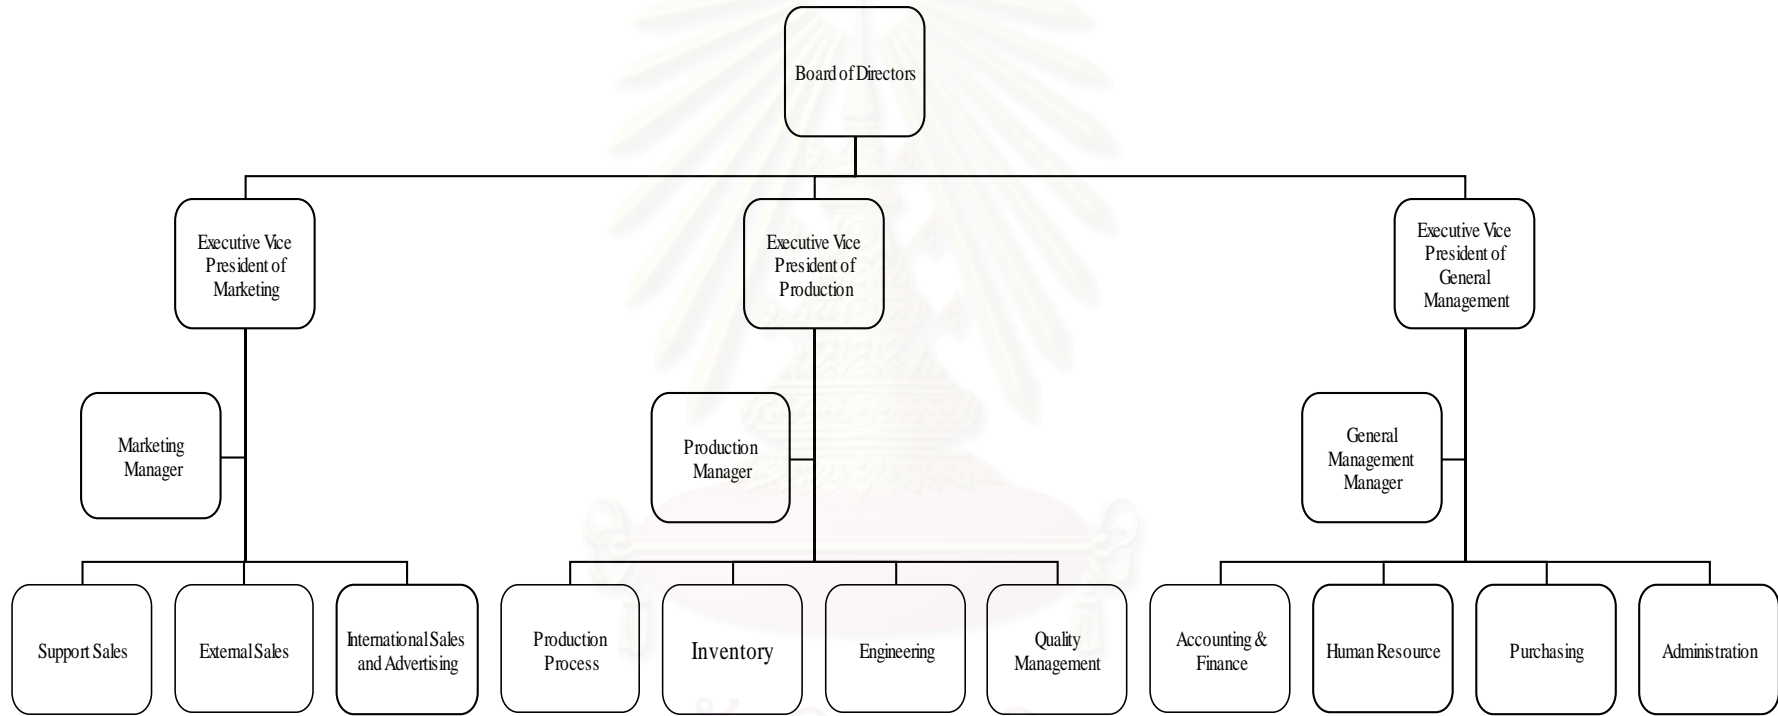 Board of Directors
Executive Vice
President of
Marketing
Executive Vice
President of
Production
Executive Vice
President of
General
Management
Marketing
Manager
Production
Manager
General
Management
Manager
Support Sales
External Sales
International Sales
and Advertising
Production
Process
Inventory
Engineering
Quality
Management
Accounting &
Finance
Human Resource
Purchasing
Administration